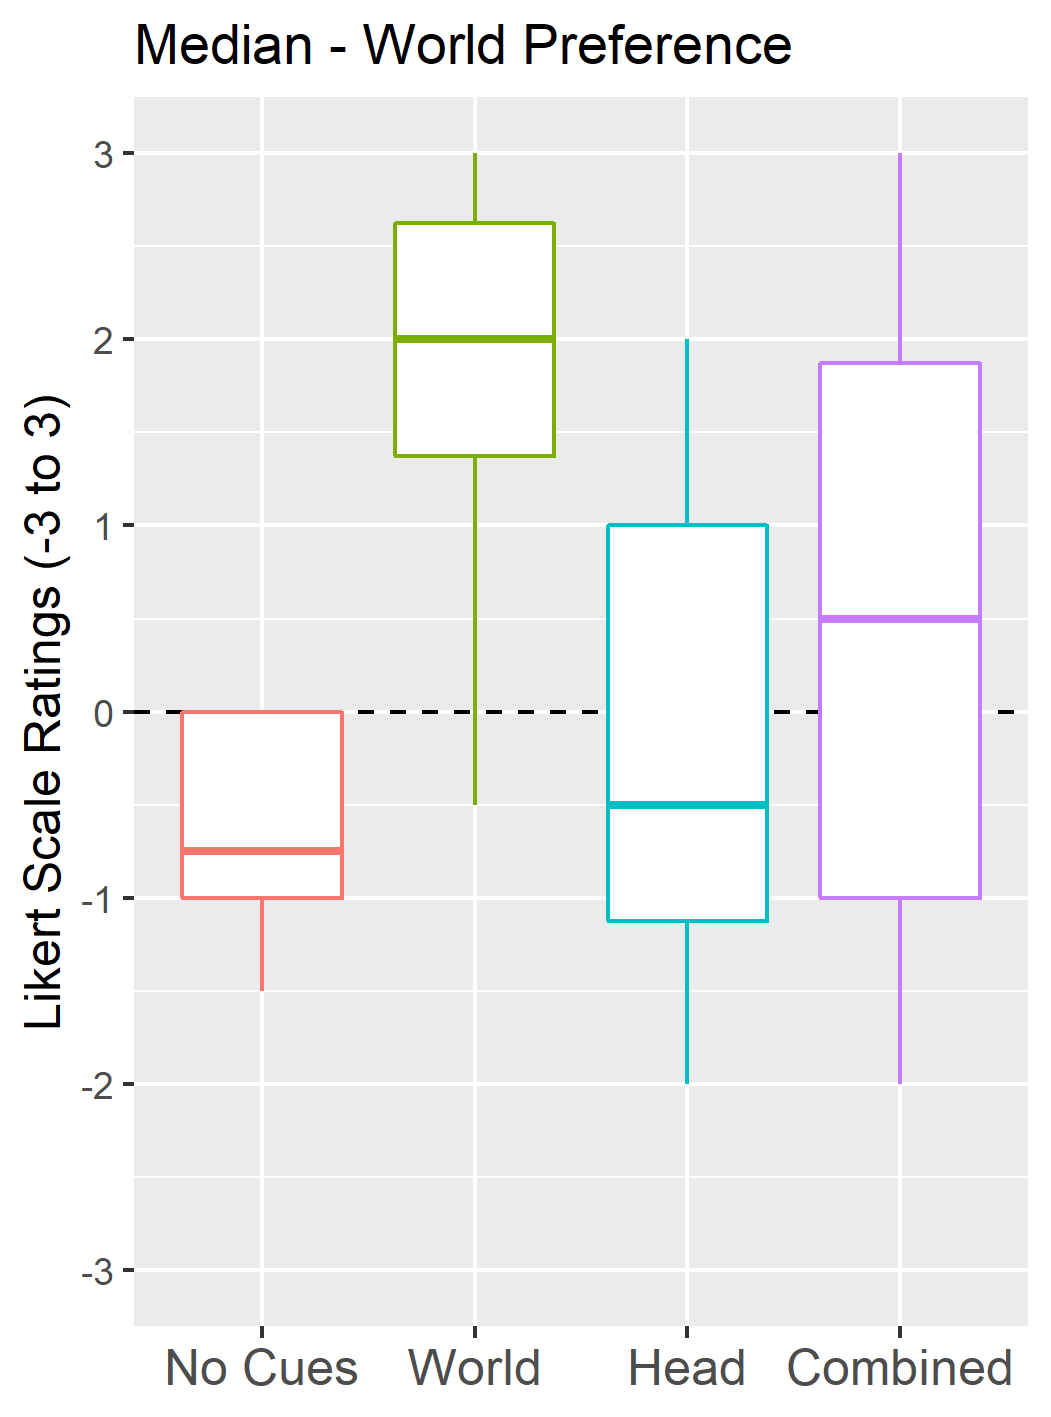 Median - World Preference
Likert Scale Ratings (-3 to 3)
3
2
1
0
-1
-2
-3
No Cues World Head Combined